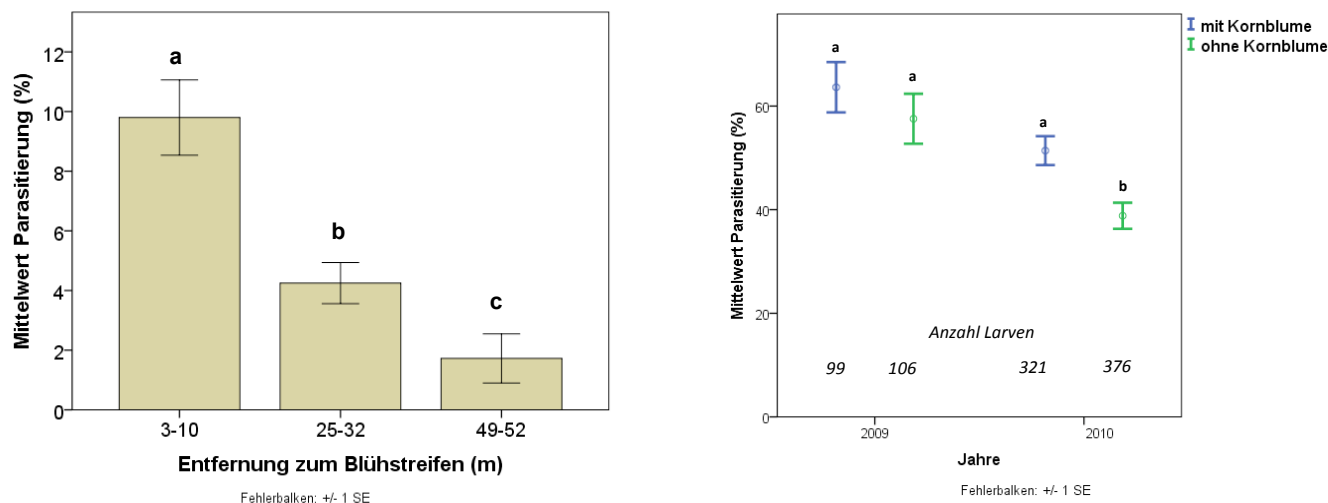 Mittelwert Parasitierung (%)
12
10
8
6
4
2
0
a
b
c
3-10
25-32
49-52
Entfernung zum Blühstreifen (m)
Fehlerbalken: +/- 1 SE
mit Kornblume
ohne Kornblume
Mittelwert Parasitierung (%)
60
40
20
0
a
a
a
b
Anzahl Larven
99 106 321 376
2009 2010
Jahre
Fehlerbalken: +/- 1 SE